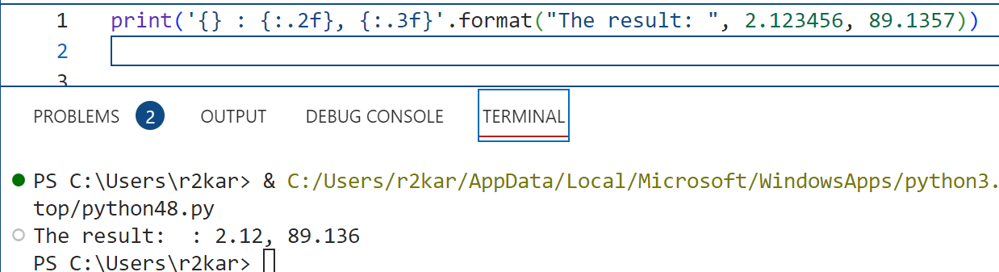 1 print('{} : {:.2f}, {:.3f}'.format("The result: ", 2.123456, 89.1357))
2
3
PROBLEMS 2 OUTPUT DEBUG CONSOLE TERMINAL
PS C:\Users\r2kar> & C:/Users/r2kar/AppData/Local/Microsoft/WindowsApps/python3.
top/python48.py
The result:  : 2.12, 89.136
PS C:\Users\r2kar>